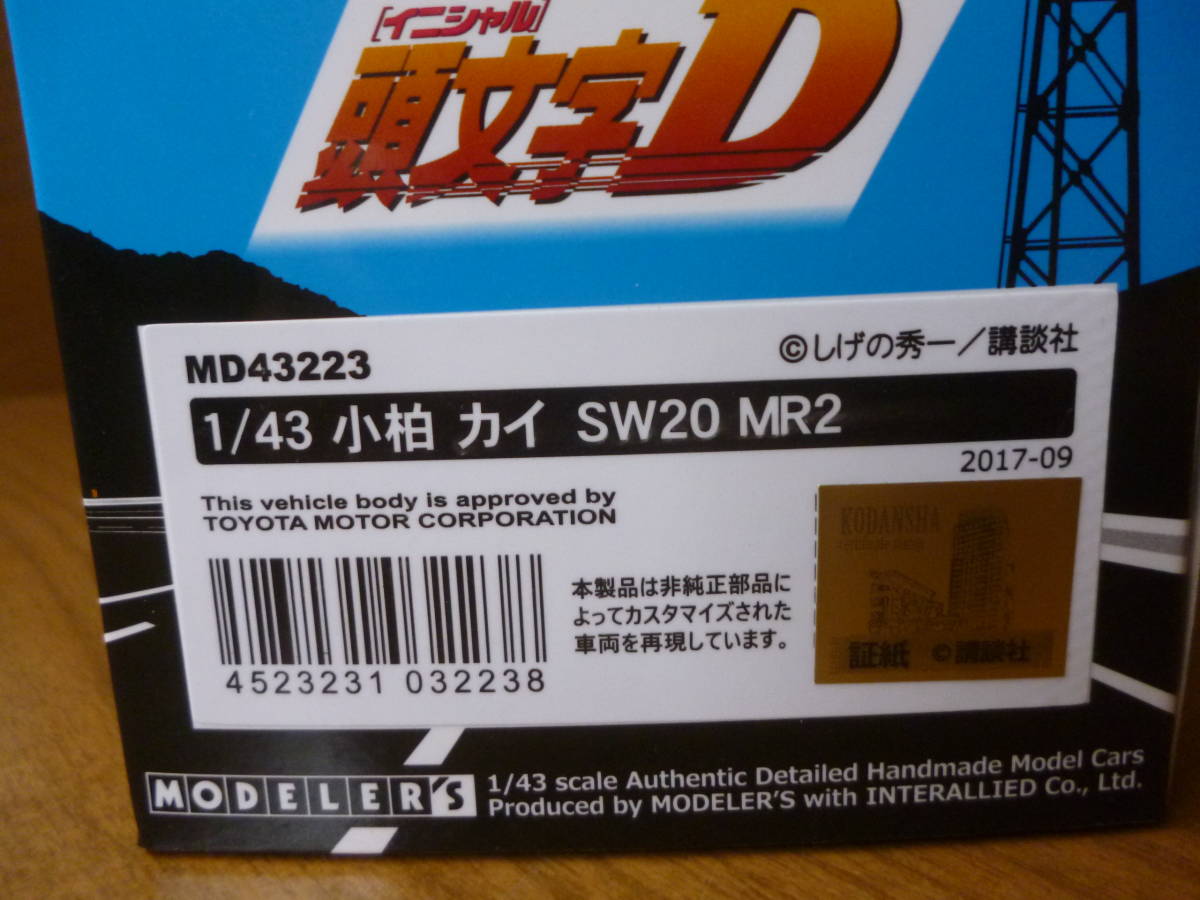 [イニシャル]
頭文字D
MD43223
©しげの秀一／講談社
1/43 小柏 カイ SW20 MR2
2017-09
This vehicle body is approved by
TOYOTA MOTOR CORPORATION
本製品は非純正部品に
よってカスタマイズされた
車両を再現しています。
4523231 032238
KODANSHA
証紙 ©講談社
MODELER'S
1/43 scale Authentic Detailed Handmade Model Cars
Produced by MODELER'S with INTERALLIED Co., Ltd.